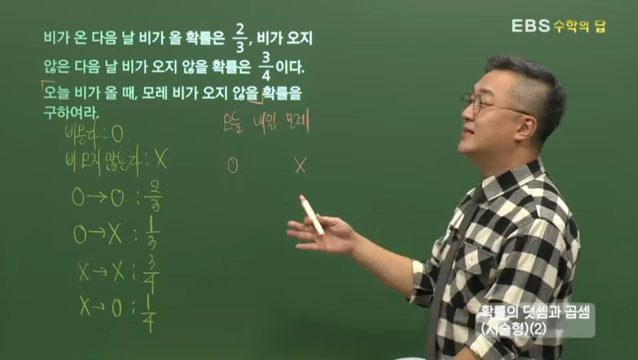 EBS 수학의 답
비가 온 다음 날 비가 올 확률은 2/3, 비가 오지
않은 다음 날 비가 오지 않을 확률은 3/4이다.
오늘 비가 올 때, 모레 비가 오지 않을 확률을
구하여라.
비온다 : O
비 오지 않는다 : X
O→O : 2/3
O→X : 1/3
X→X : 3/4
X→O : 1/4
오늘 내일 모레
O X
확률의 덧셈과 곱셈
(서술형)(2)